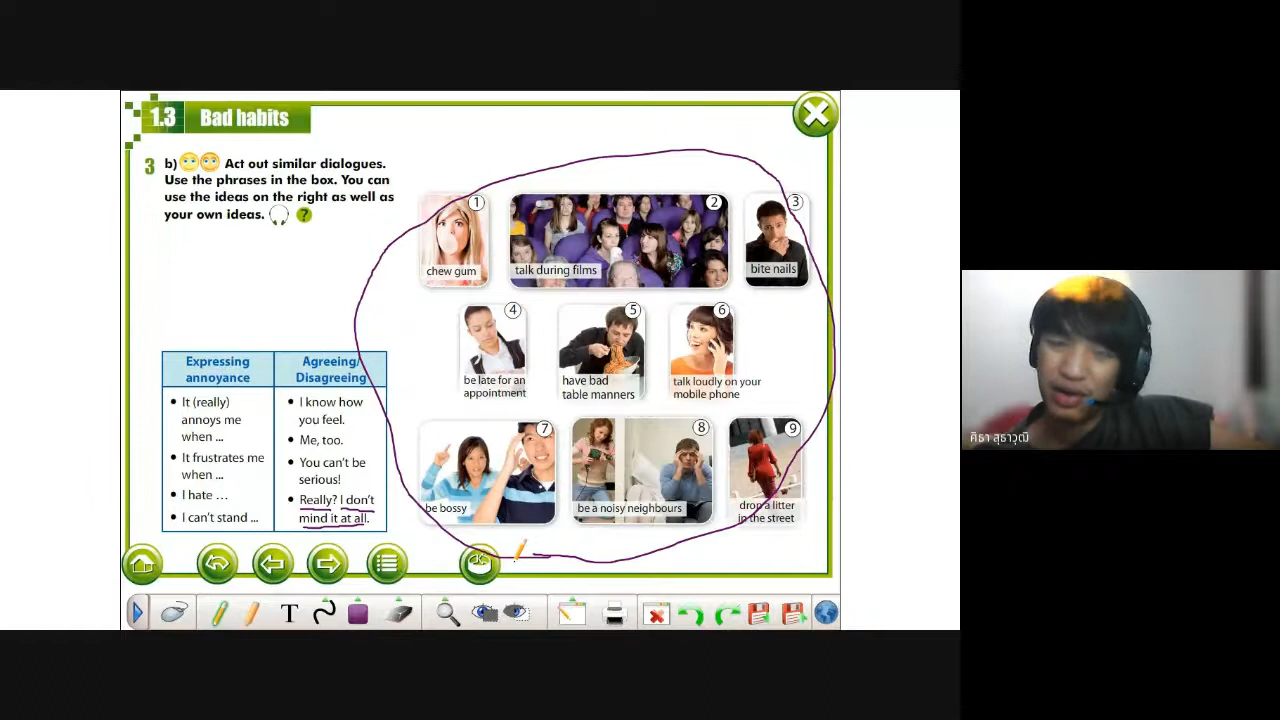 1.3 Bad habits
3 b) Act out similar dialogues.
Use the phrases in the box. You can
use the ideas on the right as well as
your own ideas. ?
Expressing
annoyance
It (really)
annoys me
when ...
It frustrates me
when ...
I hate ...
I can't stand ...
Agreeing/
Disagreeing
I know how
you feel.
Me, too.
You can't be
serious!
Really? I don't
mind it at all.
1
chew gum
2
talk during films
3
bite nails
4
be late for an
appointment
5
have bad
table manners
6
talk loudly on your
mobile phone
7
be bossy
8
be a noisy neighbours
9
drop a litter
in the street
T
ศิธา สุธาวุฒิ